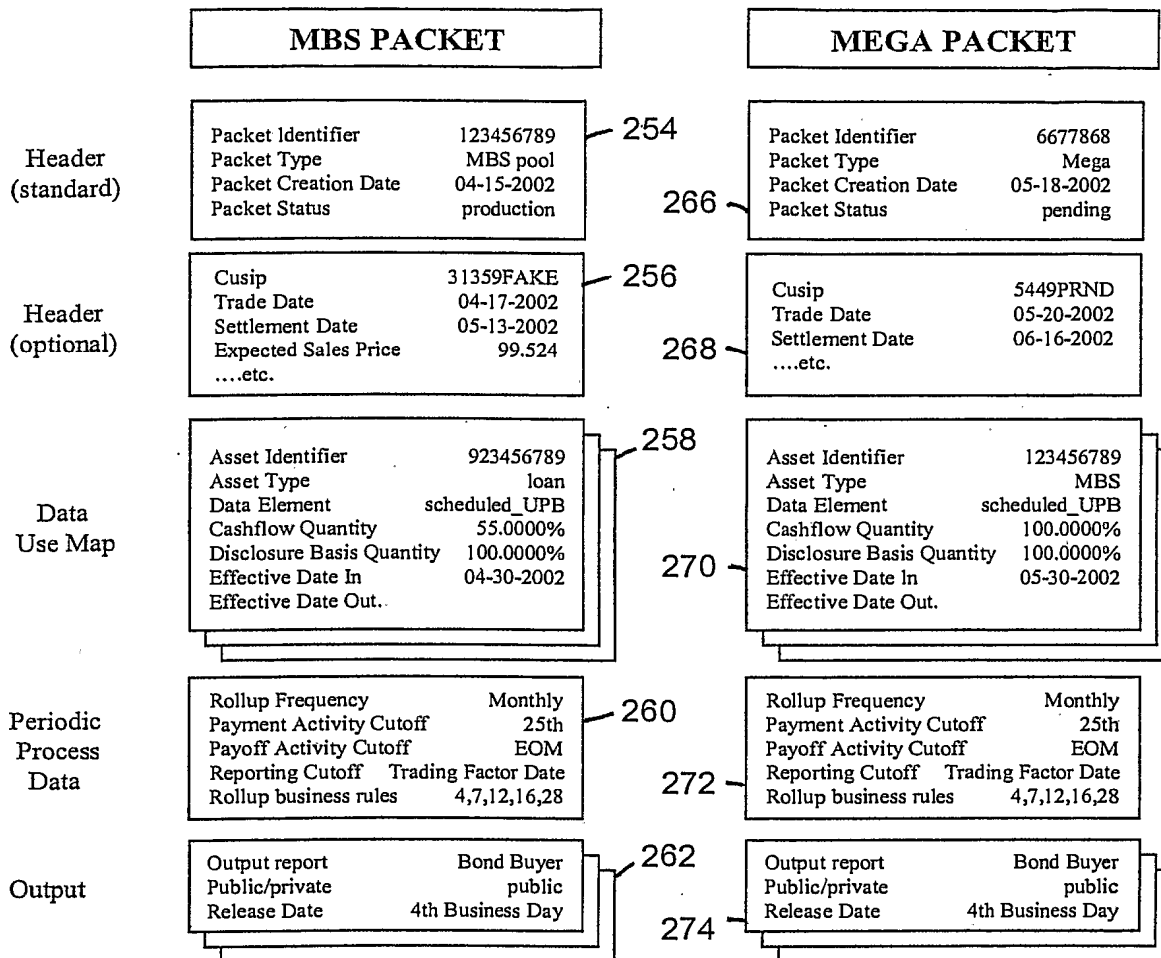 MBS PACKET
MEGA PACKET
Header
(standard)
Packet Identifier 123456789
Packet Type MBS pool
Packet Creation Date 04-15-2002
Packet Status production
254
266
Packet Identifier 6677868
Packet Type Mega
Packet Creation Date 05-18-2002
Packet Status pending
Header
(optional)
Cusip 31359FAKE
Trade Date 04-17-2002
Settlement Date 05-13-2002
Expected Sales Price 99.524
....etc.
256
268
Cusip 5449PRND
Trade Date 05-20-2002
Settlement Date 06-16-2002
....etc.
Data
Use Map
Asset Identifier 923456789
Asset Type loan
Data Element scheduled_UPB
Cashflow Quantity 55.0000%
Disclosure Basis Quantity 100.0000%
Effective Date In 04-30-2002
Effective Date Out.
258
270
Asset Identifier 123456789
Asset Type MBS
Data Element scheduled_UPB
Cashflow Quantity 100.0000%
Disclosure Basis Quantity 100.0000%
Effective Date In 05-30-2002
Effective Date Out.
Periodic
Process
Data
Rollup Frequency Monthly
Payment Activity Cutoff 25th
Payoff Activity Cutoff EOM
Reporting Cutoff Trading Factor Date
Rollup business rules 4,7,12,16,28
260
272
Rollup Frequency Monthly
Payment Activity Cutoff 25th
Payoff Activity Cutoff EOM
Reporting Cutoff Trading Factor Date
Rollup business rules 4,7,12,16,28
Output
Output report Bond Buyer
Public/private public
Release Date 4th Business Day
262
274
Output report Bond Buyer
Public/private public
Release Date 4th Business Day